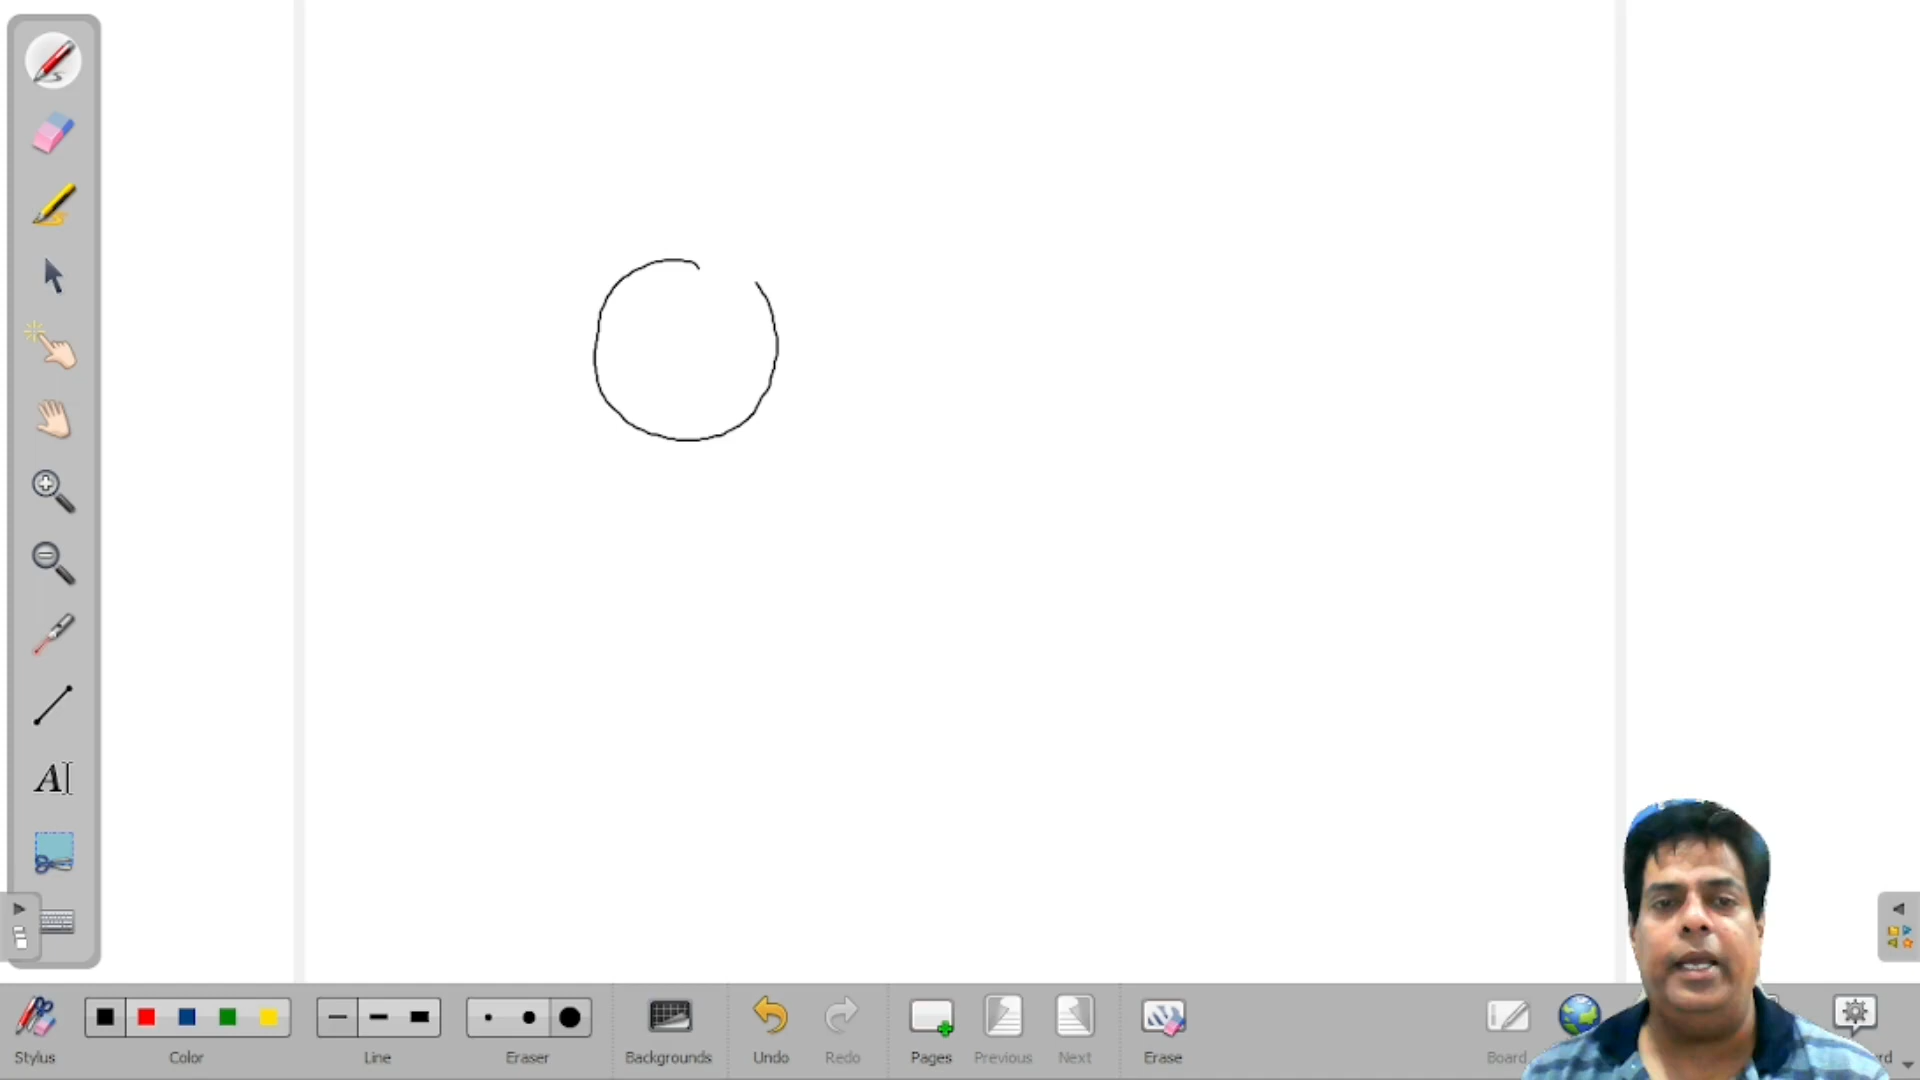 A
Stylus
Color
Line
Eraser
Backgrounds
Undo
Redo
Pages
Previous
Next
Erase
Board